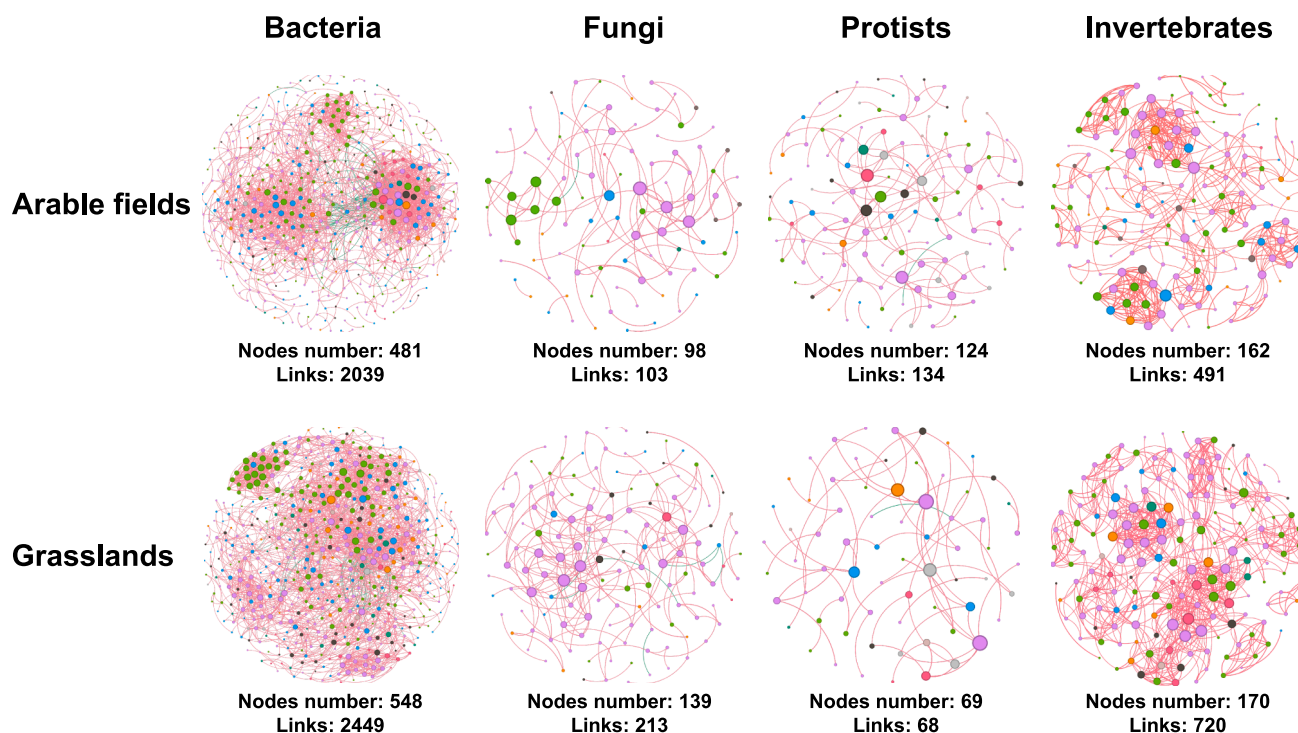 Bacteria Fungi Protists Invertebrates
Arable fields
Nodes number: 481 Nodes number: 98 Nodes number: 124 Nodes number: 162
Links: 2039 Links: 103 Links: 134 Links: 491
Grasslands
Nodes number: 548 Nodes number: 139 Nodes number: 69 Nodes number: 170
Links: 2449 Links: 213 Links: 68 Links: 720